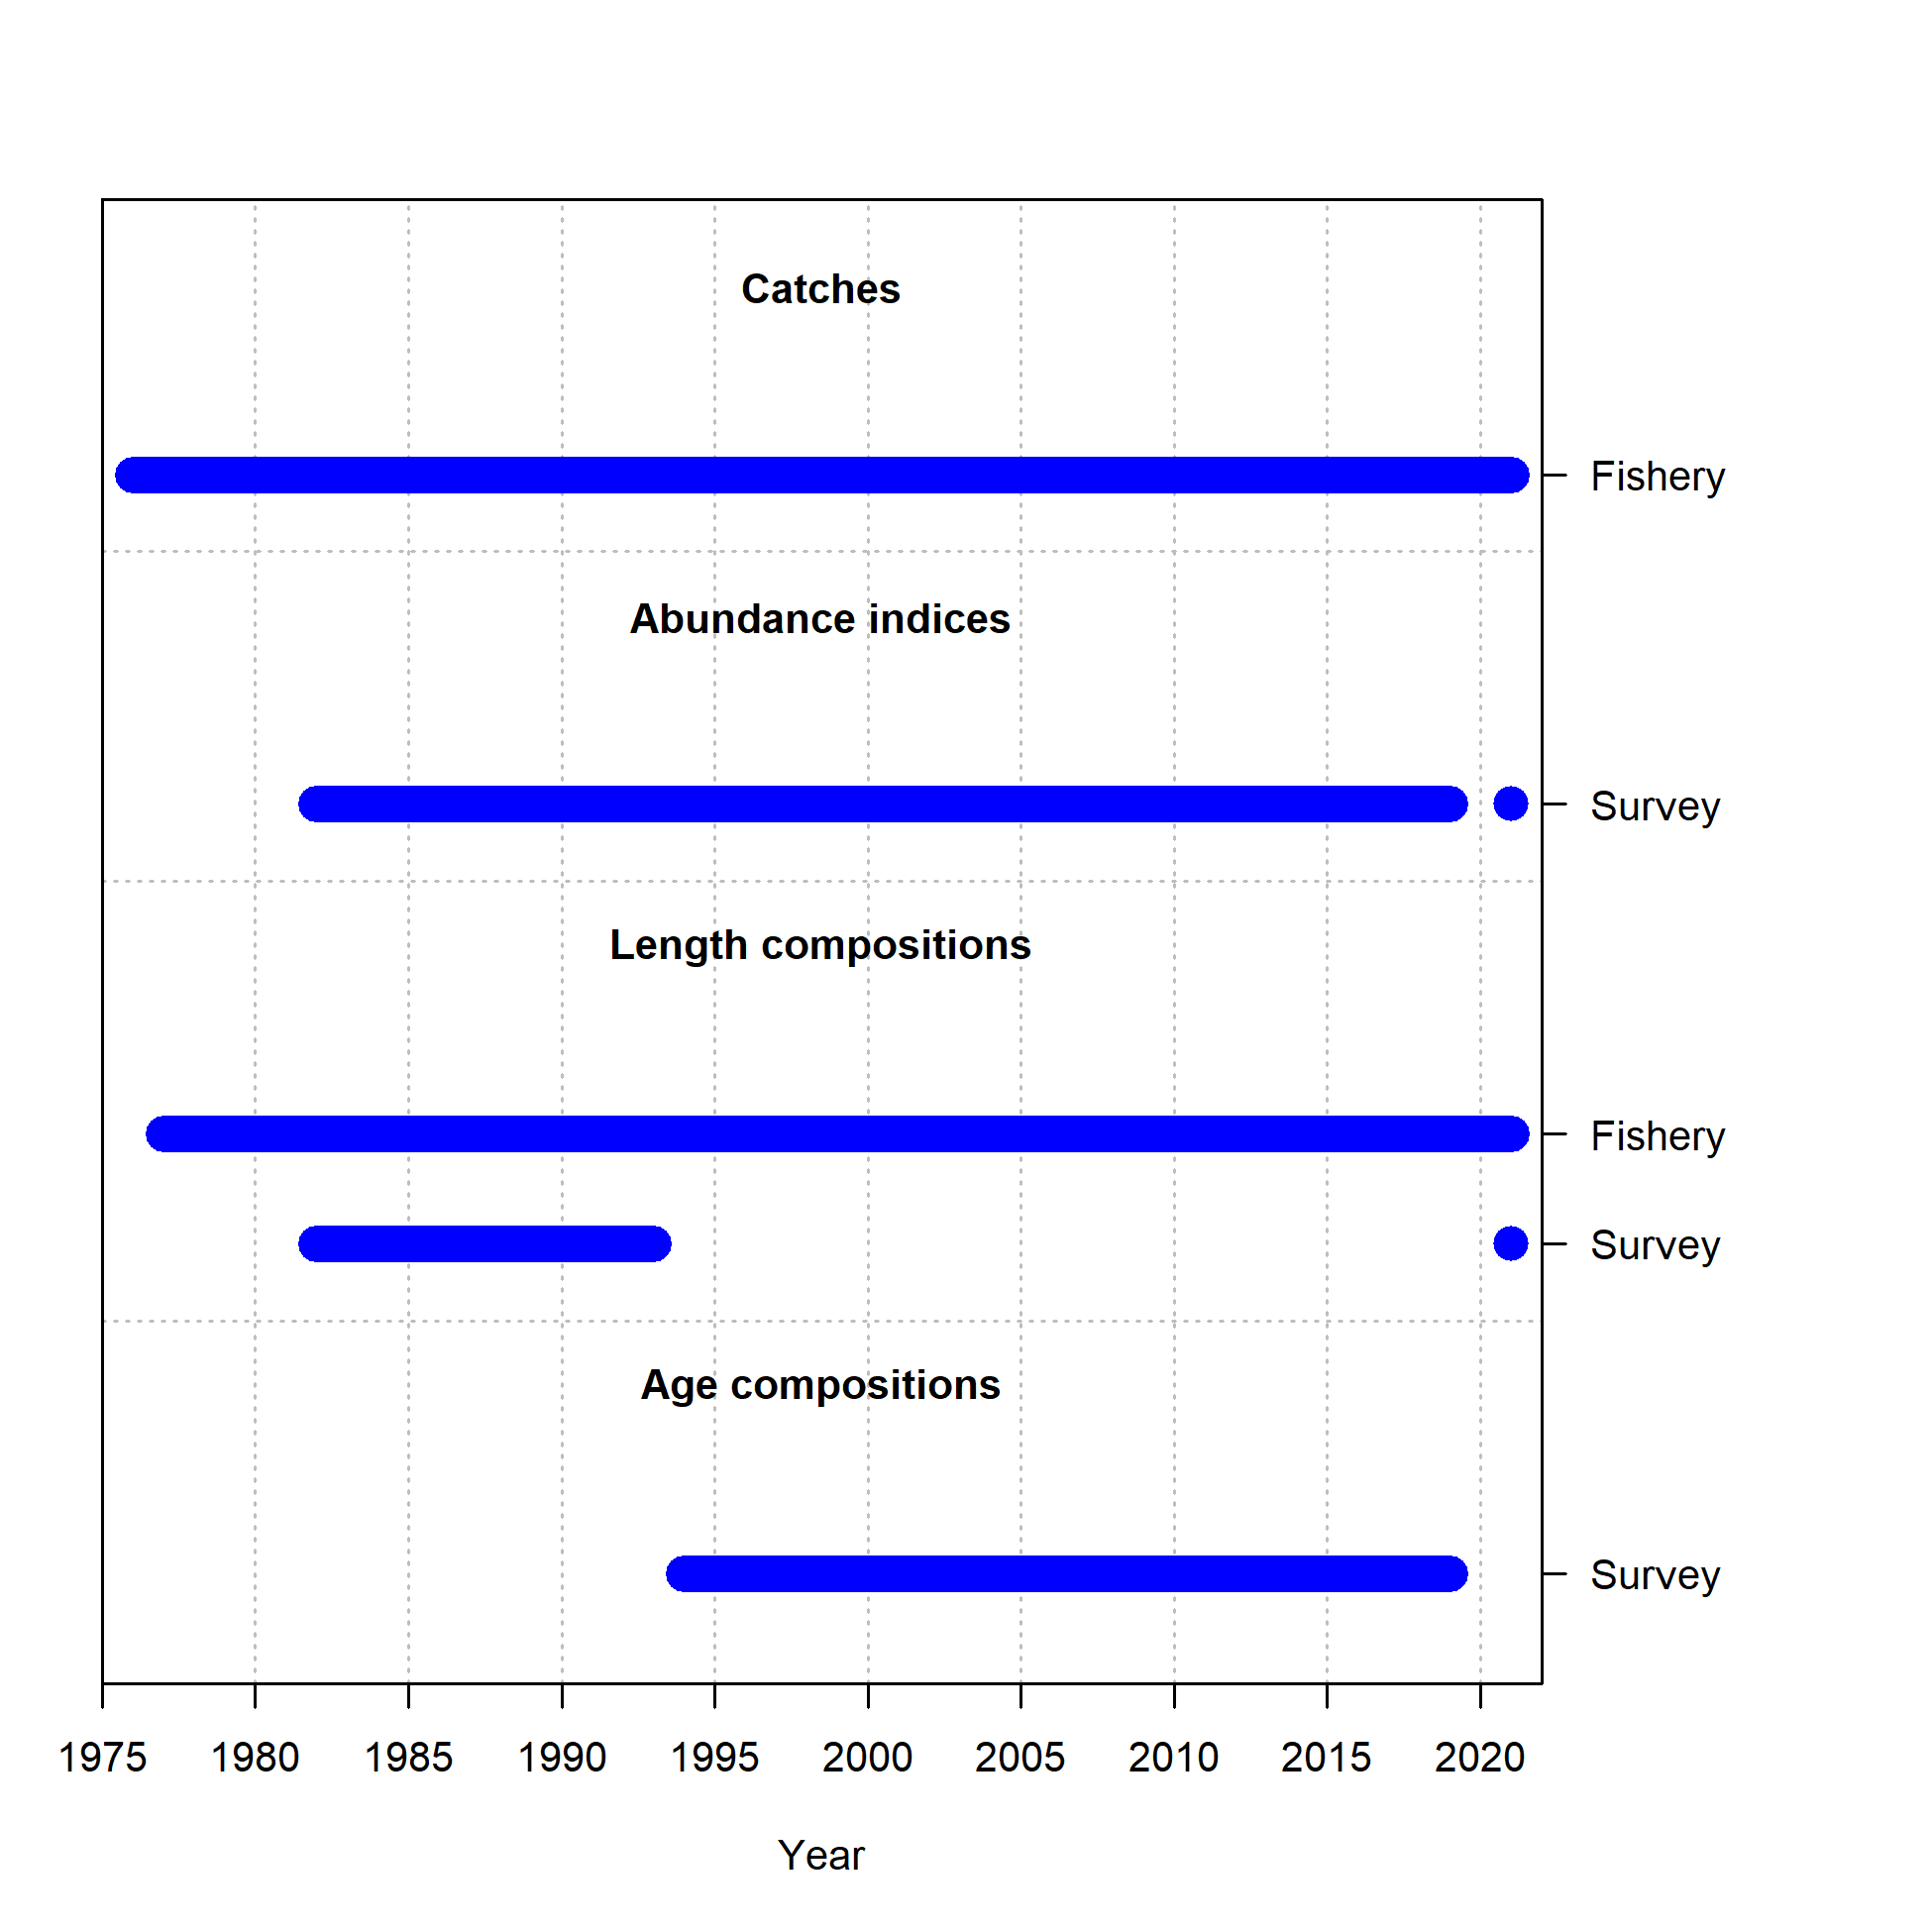 Catches
Fishery
Abundance indices
Survey
Length compositions
Fishery
Survey
Age compositions
Survey
1975 1980 1985 1990 1995 2000 2005 2010 2015 2020
Year